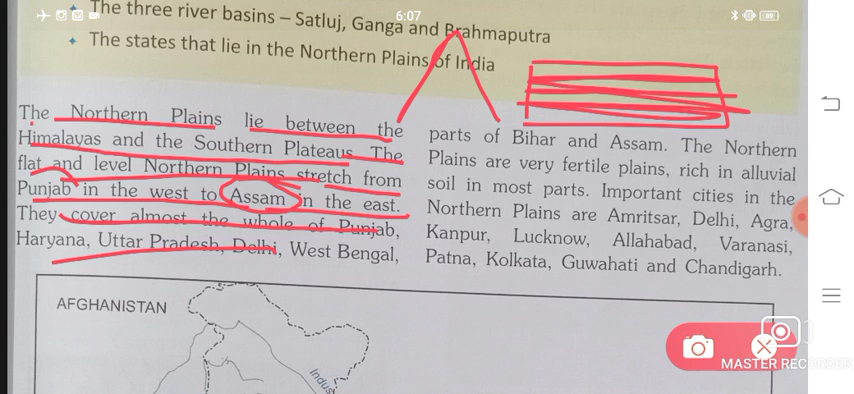 The three river basins – Satluj, Ganga and Brahmaputra
6:07
89
The states that lie in the Northern Plains of India
The Northern Plains lie between the
Himalayas and the Southern Plateaus. The
flat and level Northern Plains stretch from
Punjab in the west to Assam in the east.
They cover almost the whole of Punjab,
Haryana, Uttar Pradesh, Delhi, West Bengal,
parts of Bihar and Assam. The Northern
Plains are very fertile plains, rich in alluvial
soil in most parts. Important cities in the
Northern Plains are Amritsar, Delhi, Agra,
Kanpur, Lucknow, Allahabad, Varanasi,
Patna, Kolkata, Guwahati and Chandigarh.
AFGHANISTAN
Indus
MASTER RECORDER